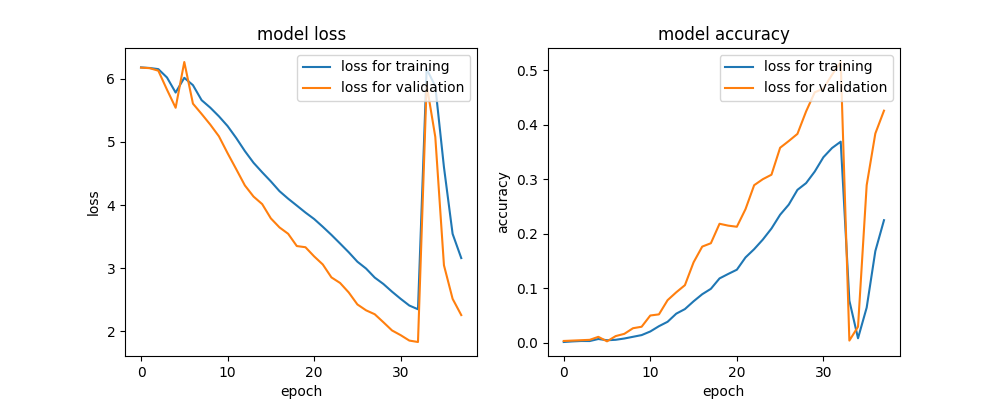 model loss
loss for training
loss for validation
6
5
4
3
2
loss
0
10
20
30
epoch
model accuracy
loss for training
loss for validation
0.5
0.4
0.3
0.2
0.1
0.0
accuracy
0
10
20
30
epoch